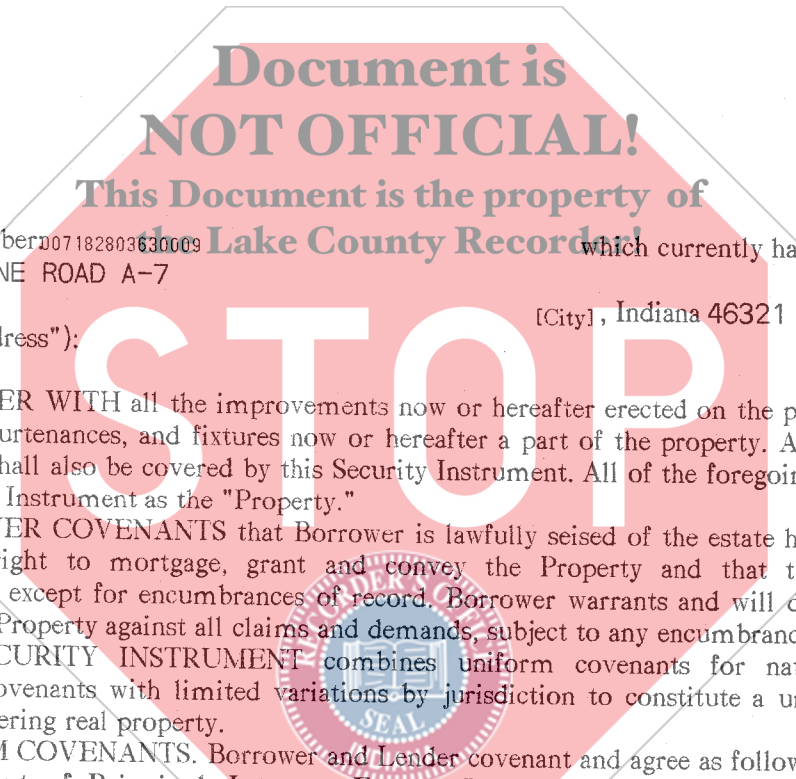 Document is
NOT OFFICIAL!
This Document is the property of
the Lake County Recorder!
ber: 007182803630009 which currently ha
NE ROAD A-7
[City], Indiana 46321
dress"):
STOP
ER WITH all the improvements now or hereafter erected on the p
urtenances, and fixtures now or hereafter a part of the property. A
hall also be covered by this Security Instrument. All of the foregoin
Instrument as the "Property."
ER COVENANTS that Borrower is lawfully seised of the estate h
ight to mortgage, grant and convey the Property and that t
except for encumbrances of record. Borrower warrants and will d
Property against all claims and demands, subject to any encumbranc
CURITY INSTRUMENT combines uniform covenants for nat
ovenants with limited variations by jurisdiction to constitute a u
ering real property.
M COVENANTS. Borrower and Lender covenant and agree as follow
RECORDER'S OFFICE
SEAL